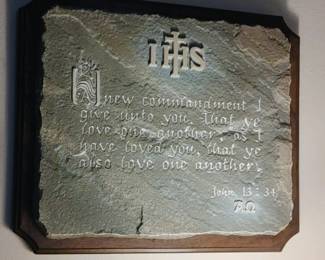 IHS
A new commandment I
give unto you, That ye
love one another; as I
have loved you, that ye
also love one another.
John 13:34